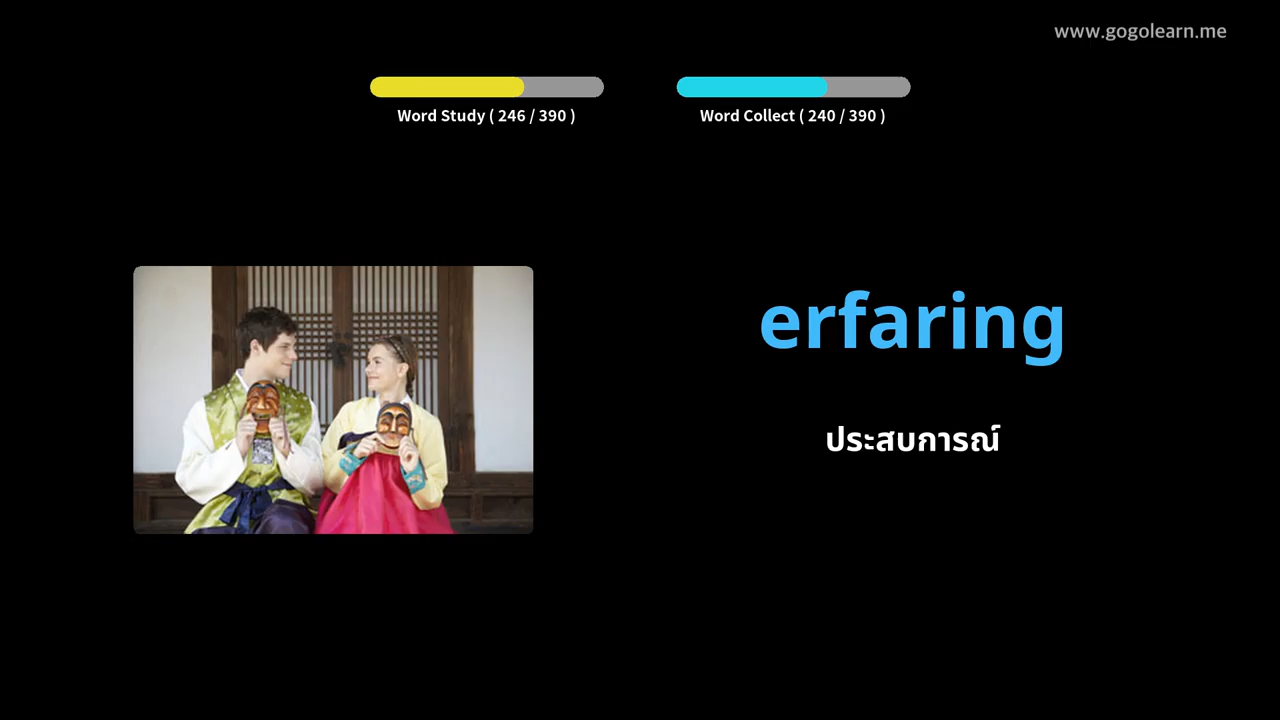 www.gogolearn.me
Word Study ( 246 / 390 )
Word Collect ( 240 / 390 )
erfaring
ประสบการณ์